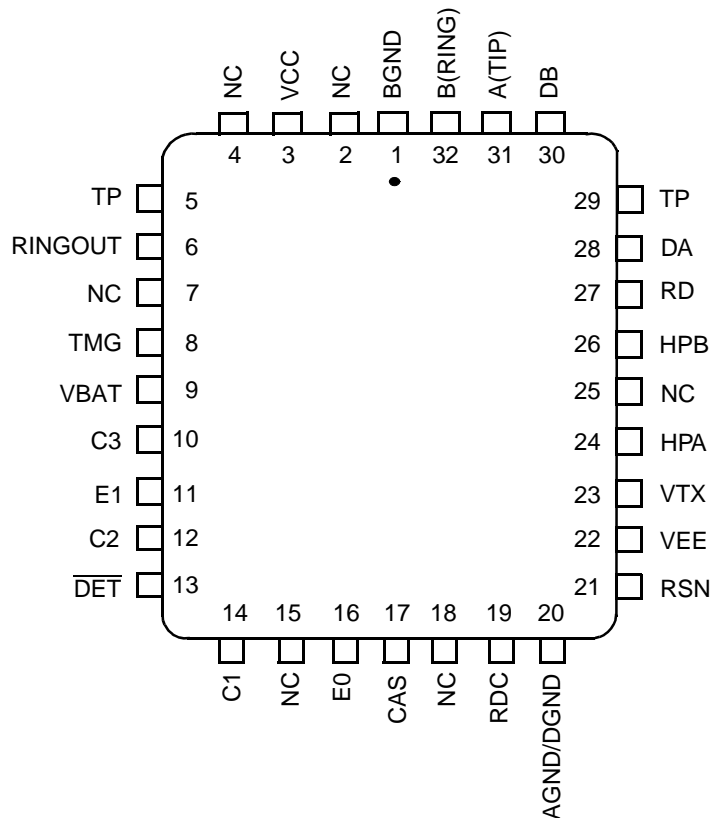 NC VCC NC BGND B(RING) A(TIP) DB
4 3 2 1 32 31 30
TP 5 29 TP
RINGOUT 6 28 DA
NC 7 27 RD
TMG 8 26 HPB
VBAT 9 25 NC
C3 10 24 HPA
E1 11 23 VTX
C2 12 22 VEE
DET 13 21 RSN
14 15 16 17 18 19 20
C1 NC E0 CAS NC RDC AGND/DGND